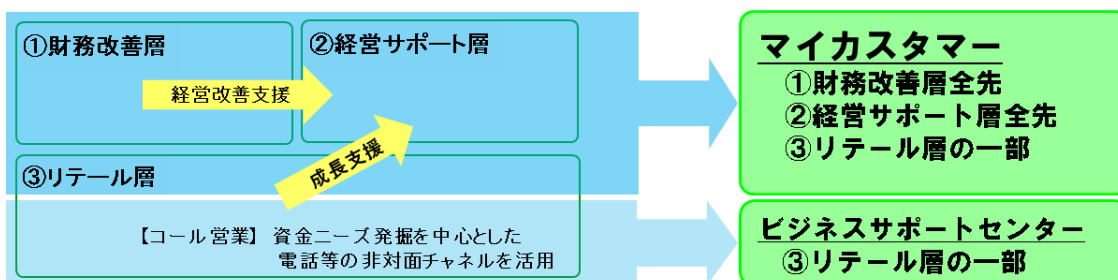 ①財務改善層
②経営サポート層
経営改善支援
成長支援
③リテール層
【コール営業】 資金ニーズ発掘を中心とした
電話等の非対面チャネルを活用
マイカスタマー
①財務改善層全先
②経営サポート層全先
③リテール層の一部
ビジネスサポートセンター
③リテール層の一部